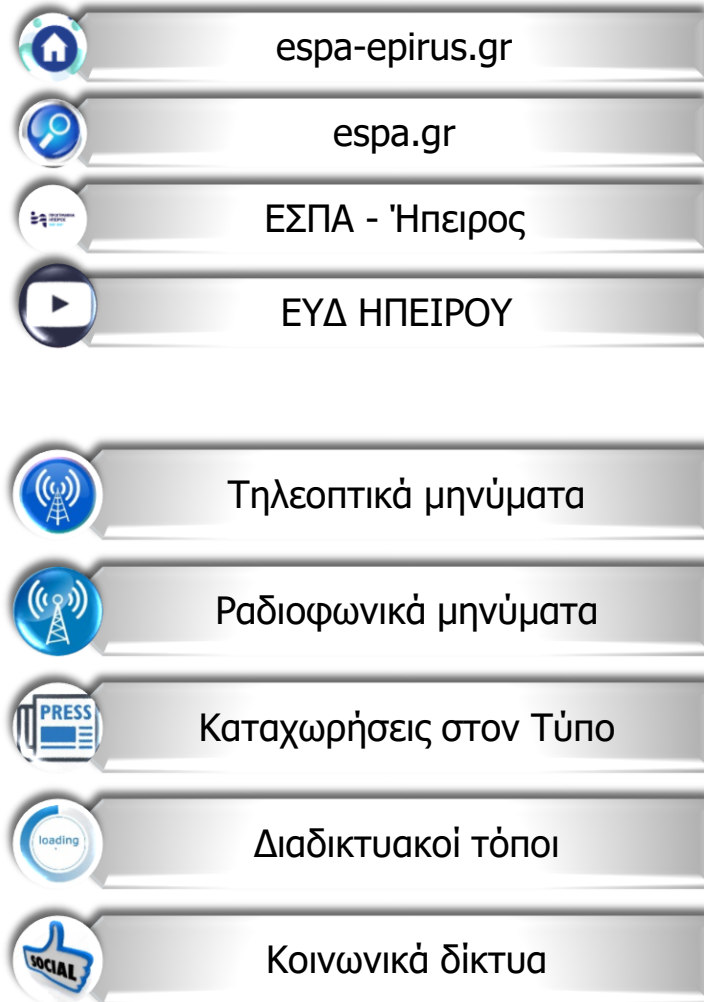 espa-epirus.gr
espa.gr
ΕΣΠΑ - Ήπειρος
ΕΥΔ ΗΠΕΙΡΟΥ
Τηλεοπτικά μηνύματα
Ραδιοφωνικά μηνύματα
PRESS
Καταχωρήσεις στον Τύπο
loading
Διαδικτυακοί τόποι
SOCIAL
Κοινωνικά δίκτυα